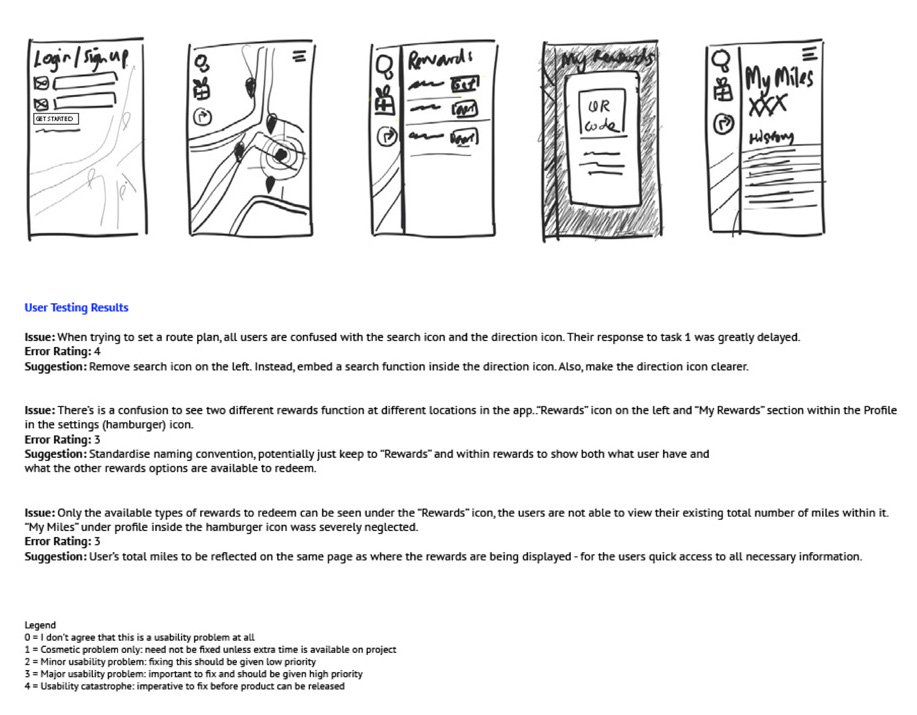 Login/Sign up
GET STARTED
Rewards
Get
My Rewards
QR
code
My Miles
XXX
History
User Testing Results
Issue: When trying to set a route plan, all users are confused with the search icon and the direction icon. Their response to task 1 was greatly delayed.
Error Rating: 4
Suggestion: Remove search icon on the left. Instead, embed a search function inside the direction icon. Also, make the direction icon clearer.
Issue: There's is a confusion to see two different rewards function at different locations in the app.."Rewards" icon on the left and "My Rewards" section within the Profile
in the settings (hamburger) icon.
Error Rating: 3
Suggestion: Standardise naming convention, potentially just keep to "Rewards" and within rewards to show both what user have and
what the other rewards options are available to redeem.
Issue: Only the available types of rewards to redeem can be seen under the "Rewards" icon, the users are not able to view their existing total number of miles within it.
"My Miles" under profile inside the hamburger icon wass severely neglected.
Error Rating: 3
Suggestion: User's total miles to be reflected on the same page as where the rewards are being displayed - for the users quick access to all necessary information.
Legend
0 = I don't agree that this is a usability problem at all
1 = Cosmetic problem only: need not be fixed unless extra time is available on project
2 = Minor usability problem: fixing this should be given low priority
3 = Major usability problem: important to fix and should be given high priority
4 = Usability catastrophe: imperative to fix before product can be released